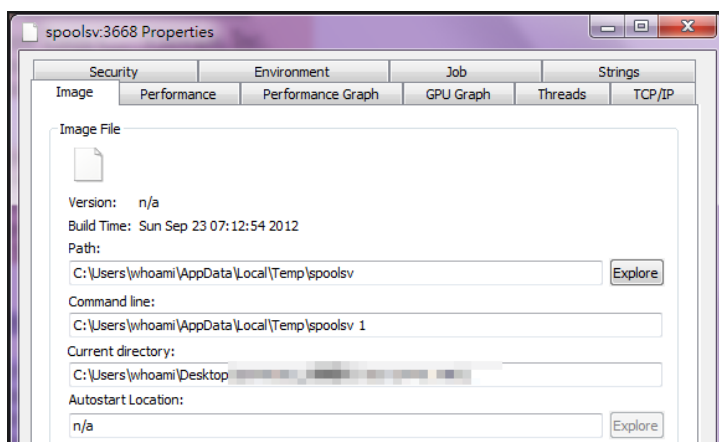 spoolsv:3668 Properties
Security Environment Job Strings
Image Performance Performance Graph GPU Graph Threads TCP/IP
Image File
Version: n/a
Build Time: Sun Sep 23 07:12:54 2012
Path:
C:\Users\whoami\AppData\Local\Temp\spoolsv Explore
Command line:
C:\Users\whoami\AppData\Local\Temp\spoolsv 1
Current directory:
C:\Users\whoami\Desktop
Autostart Location:
n/a Explore